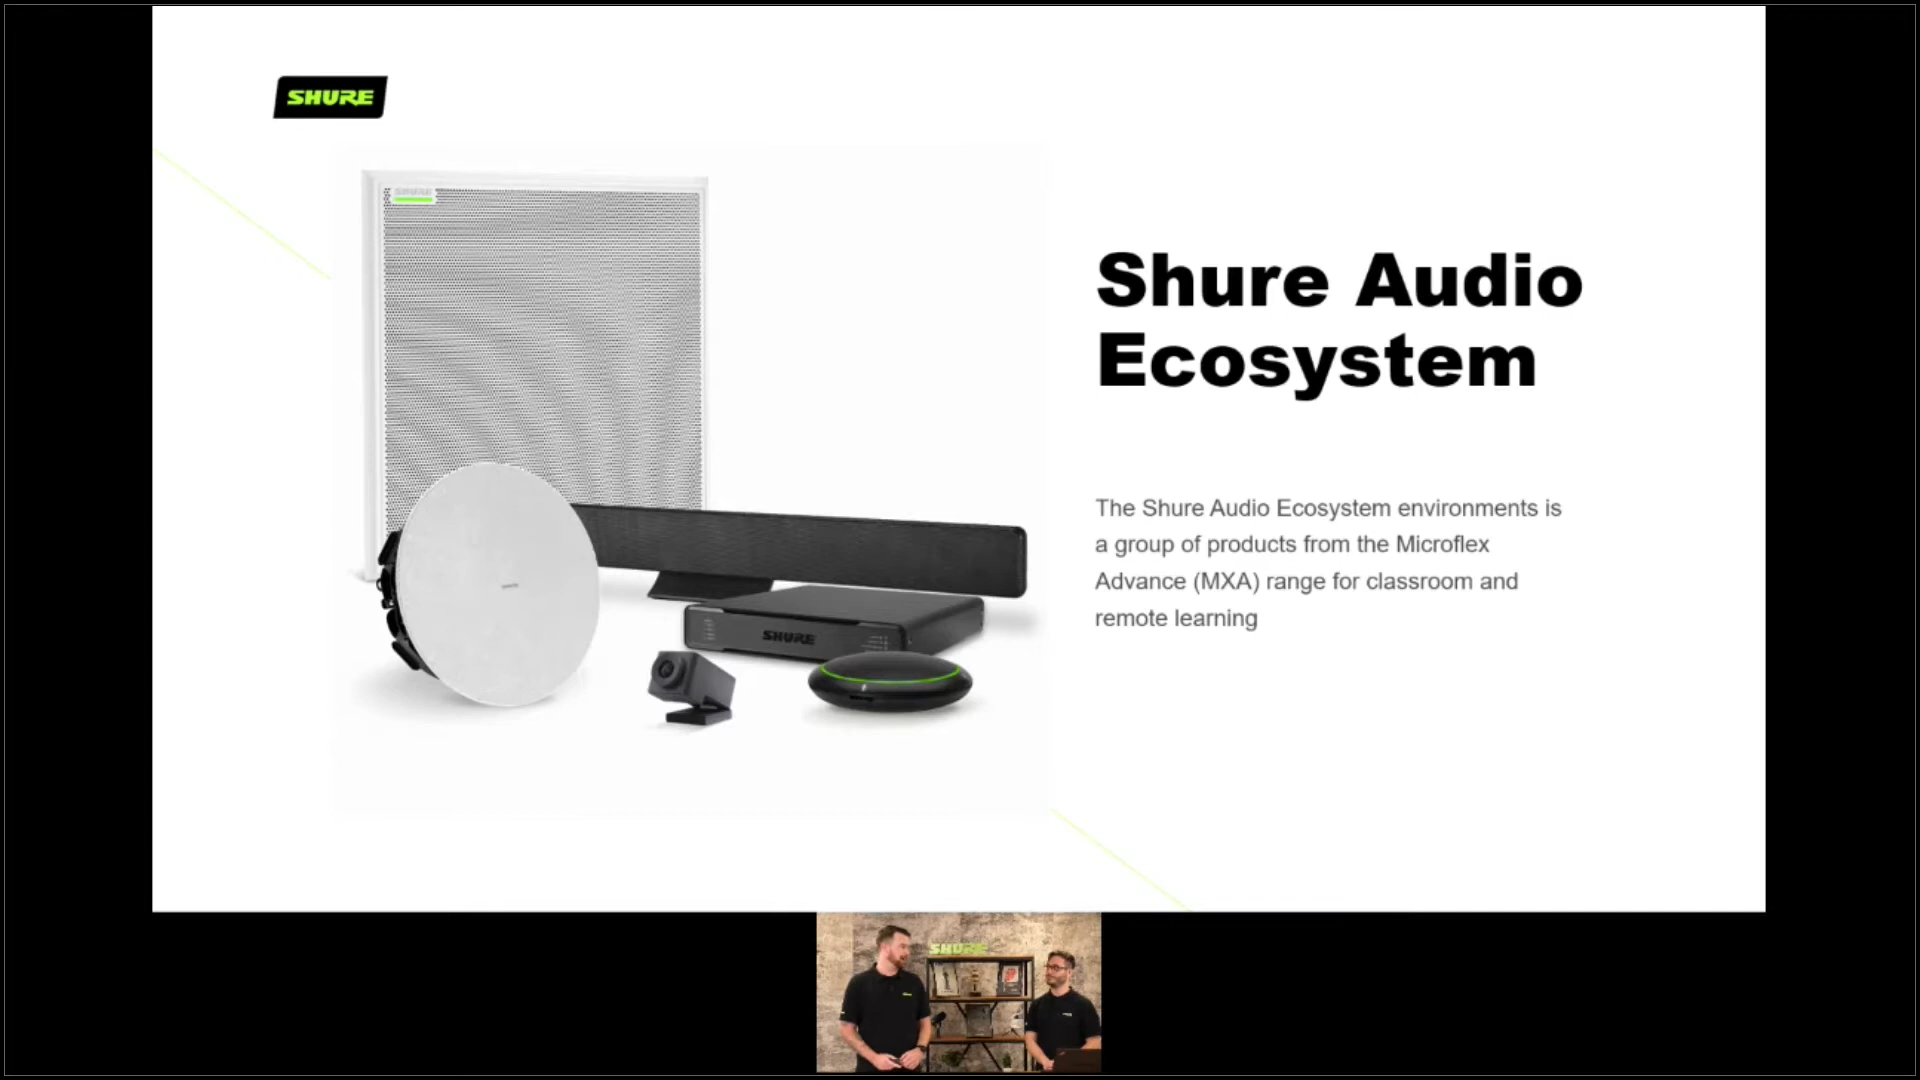 SHURE
SHURE
Shure Audio
Ecosystem
The Shure Audio Ecosystem environments is
a group of products from the Microflex
Advance (MXA) range for classroom and
remote learning
SHURE
SHURE